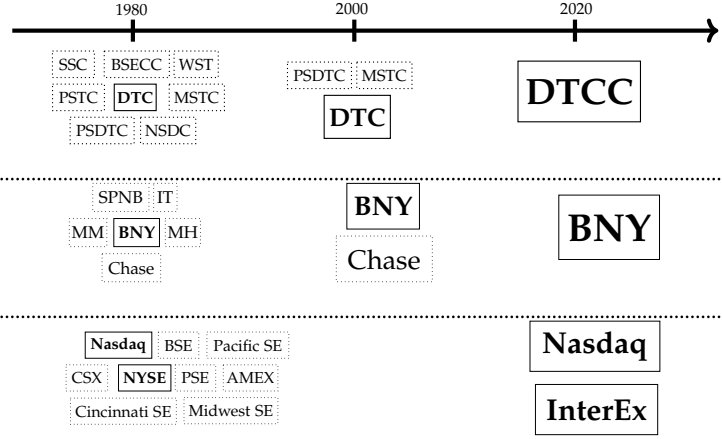 1980 2000 2020
SSC BSECC WST
PSTC DTC MSTC
PSDTC NSDC
PSDTC MSTC
DTC
DTCC
SPNB IT
MM BNY MH
Chase
BNY
Chase
BNY
Nasdaq BSE Pacific SE
CSX NYSE PSE AMEX
Cincinnati SE Midwest SE
Nasdaq
InterEx